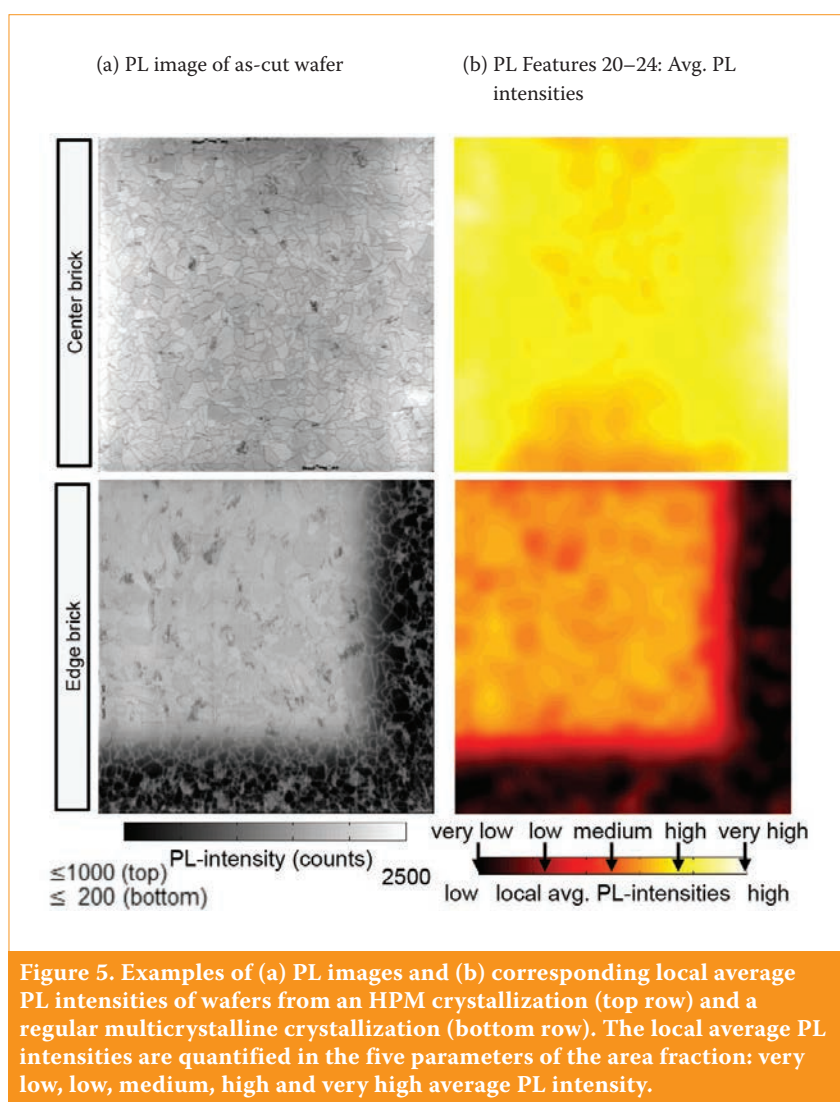 (a) PL image of as-cut wafer
(b) PL Features 20–24: Avg. PL
intensities
Center brick
Edge brick
PL-intensity (counts)
≤1000 (top)
≤ 200 (bottom)
2500
very low low medium high very high
low local avg. PL-intensities high
Figure 5. Examples of (a) PL images and (b) corresponding local average
PL intensities of wafers from an HPM crystallization (top row) and a
regular multicrystalline crystallization (bottom row). The local average PL
intensities are quantified in the five parameters of the area fraction: very
low, low, medium, high and very high average PL intensity.